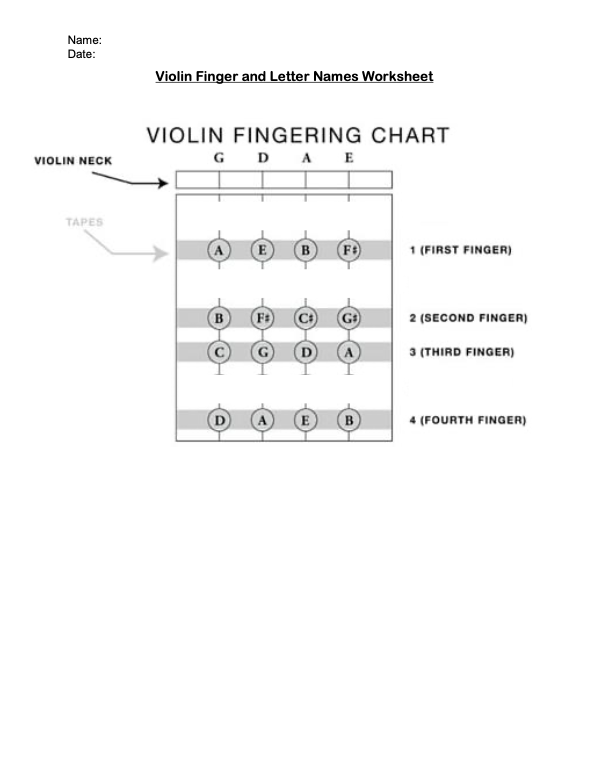 Name:
Date:
Violin Finger and Letter Names Worksheet
VIOLIN FINGERING CHART
G D A E
VIOLIN NECK
TAPES
A E B F♯ 1 (FIRST FINGER)
B F♯ C♯ G♯ 2 (SECOND FINGER)
C G D A 3 (THIRD FINGER)
D A E B 4 (FOURTH FINGER)